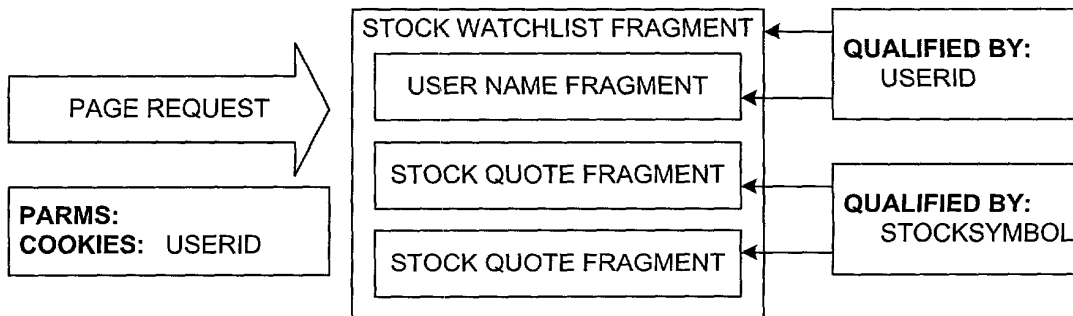 PAGE REQUEST
PARMS:
COOKIES: USERID
STOCK WATCHLIST FRAGMENT
USER NAME FRAGMENT
STOCK QUOTE FRAGMENT
STOCK QUOTE FRAGMENT
QUALIFIED BY:
USERID
QUALIFIED BY:
STOCKSYMBOL